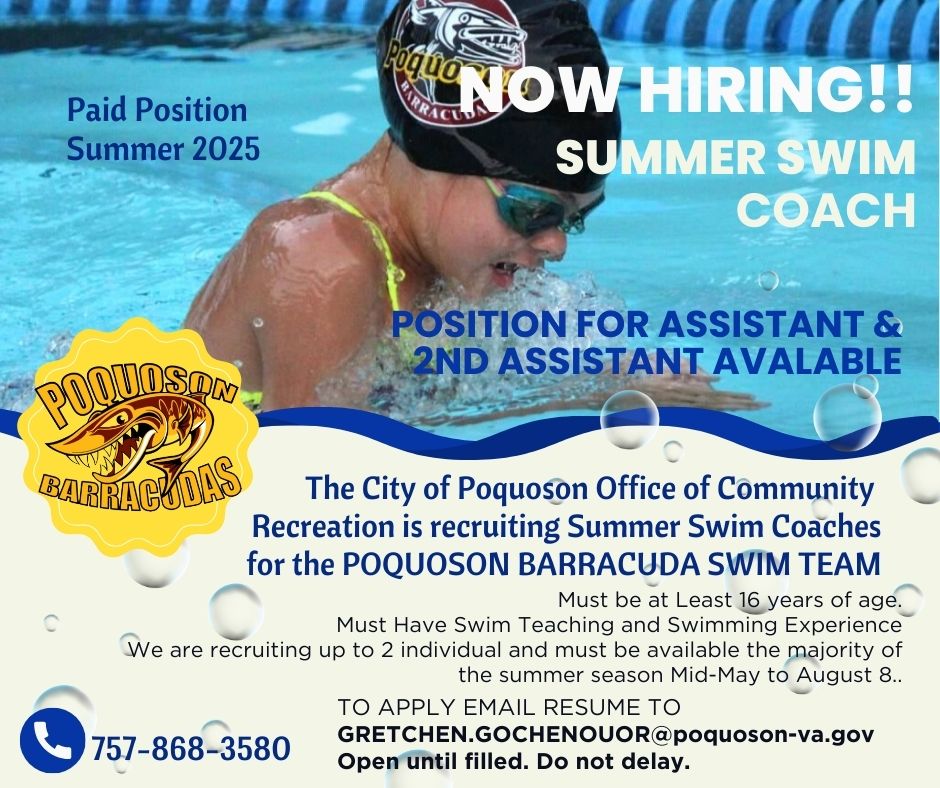 Poquoson
BARRACUDAS
NOW HIRING!!
SUMMER SWIM
COACH
Paid Position
Summer 2025
POSITION FOR ASSISTANT &
2ND ASSISTANT AVALABLE
POQUOSON
BARRACUDAS
The City of Poquoson Office of Community
Recreation is recruiting Summer Swim Coaches
for the POQUOSON BARRACUDA SWIM TEAM
Must be at Least 16 years of age.
Must Have Swim Teaching and Swimming Experience
We are recruiting up to 2 individual and must be available the majority of
the summer season Mid-May to August 8..
TO APPLY EMAIL RESUME TO
GRETCHEN.GOCHENOUOR@poquoson-va.gov
Open until filled. Do not delay.
757-868-3580